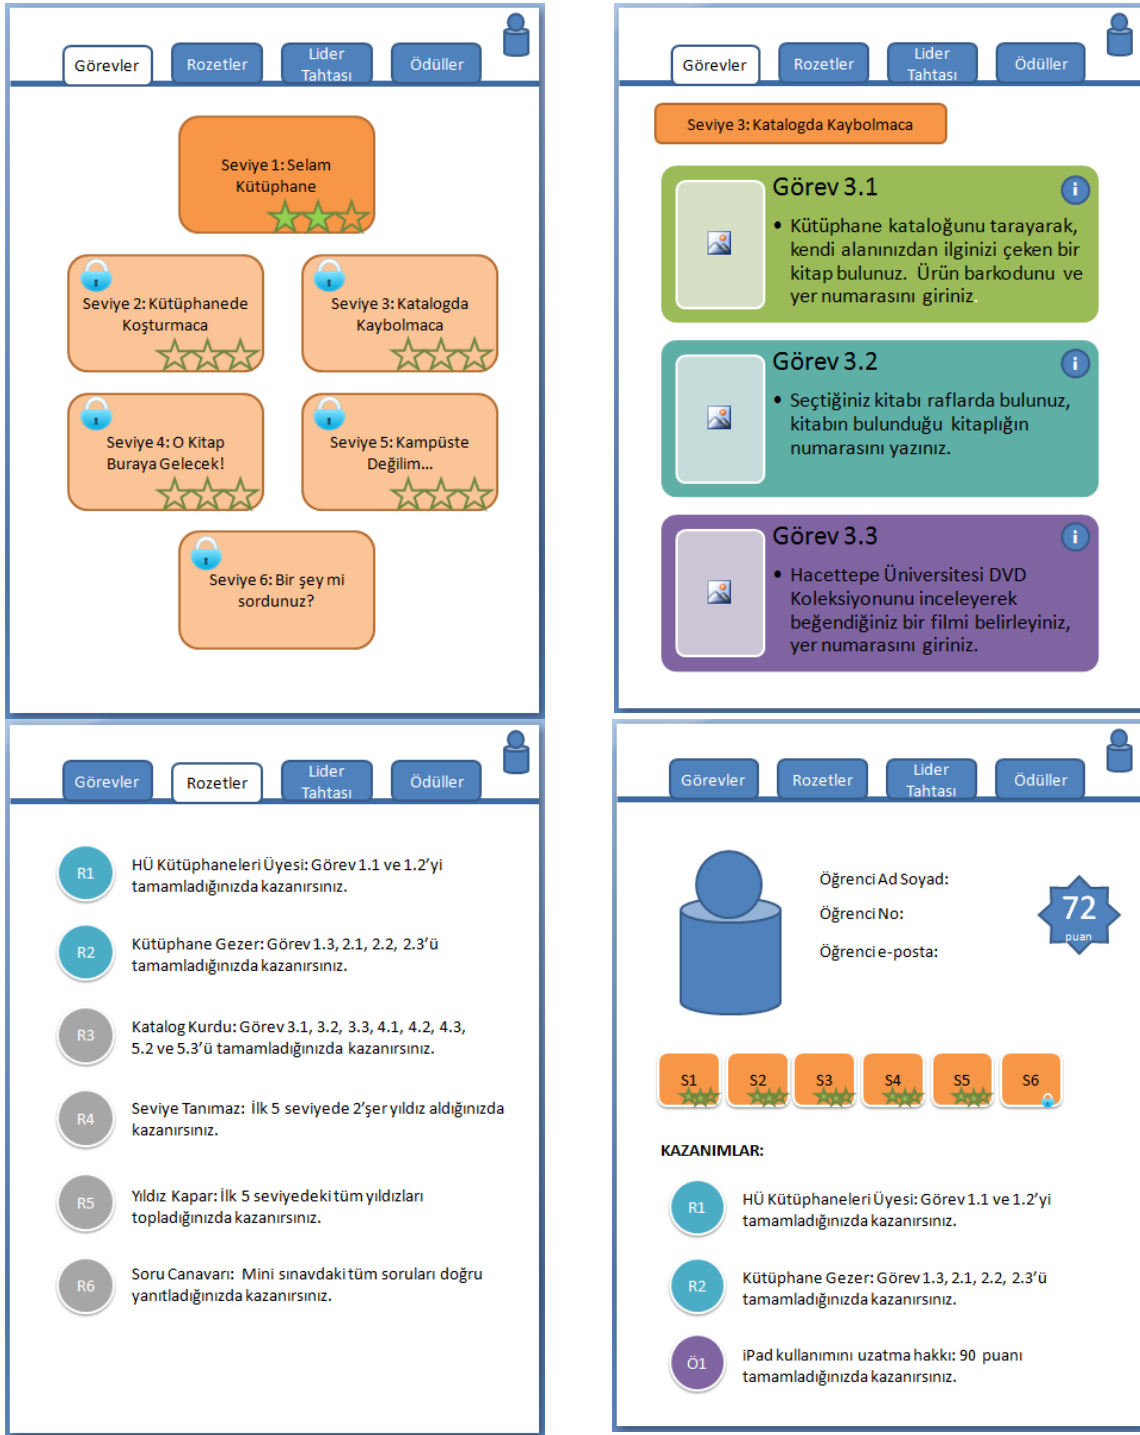 Görevler
Rozetler
Lider
Tahtası
Ödüller
Seviye 1: Selam
Kütüphane
Seviye 2: Kütüphanede
Koşturmaca
Seviye 3: Katalogda
Kaybolmaca
Seviye 4: O Kitap
Buraya Gelecek!
Seviye 5: Kampüste
Değilim...
Seviye 6: Bir şey mi
sordunuz?
Görevler
Rozetler
Lider
Tahtası
Ödüller
Seviye 3: Katalogda Kaybolmaca
Görev 3.1
i
• Kütüphane kataloğunu tarayarak,
kendi alanınızdan ilginizi çeken bir
kitap bulunuz. Ürün barkodunu ve
yer numarasını giriniz.
Görev 3.2
i
• Seçtiğiniz kitabı raflarda bulunuz,
kitabın bulunduğu kitaplığın
numarasını yazınız.
Görev 3.3
i
• Hacettepe Üniversitesi DVD
Koleksiyonunu inceleyerek
beğendiğiniz bir filmi belirleyiniz,
yer numarasını giriniz.
Görevler
Rozetler
Lider
Tahtası
Ödüller
R1
HÜ Kütüphaneleri Üyesi: Görev 1.1 ve 1.2'yi
tamamladığınızda kazanırsınız.
R2
Kütüphane Gezer: Görev 1.3, 2.1, 2.2, 2.3'ü
tamamladığınızda kazanırsınız.
R3
Katalog Kurdu: Görev 3.1, 3.2, 3.3, 4.1, 4.2, 4.3,
5.2 ve 5.3'ü tamamladığınızda kazanırsınız.
R4
Seviye Tanımaz: İlk 5 seviyede 2'şer yıldız aldığınızda
kazanırsınız.
R5
Yıldız Kapar: İlk 5 seviyedeki tüm yıldızları
topladığınızda kazanırsınız.
R6
Soru Canavarı: Mini sınavdaki tüm soruları doğru
yanıtladığınızda kazanırsınız.
Görevler
Rozetler
Lider
Tahtası
Ödüller
Öğrenci Ad Soyad:
Öğrenci No:
Öğrenci e-posta:
72
puan
S1
S2
S3
S4
S5
S6
KAZANIMLAR:
R1
HÜ Kütüphaneleri Üyesi: Görev 1.1 ve 1.2'yi
tamamladığınızda kazanırsınız.
R2
Kütüphane Gezer: Görev 1.3, 2.1, 2.2, 2.3'ü
tamamladığınızda kazanırsınız.
Ö1
iPad kullanımını uzatma hakkı: 90 puanı
tamamladığınızda kazanırsınız.